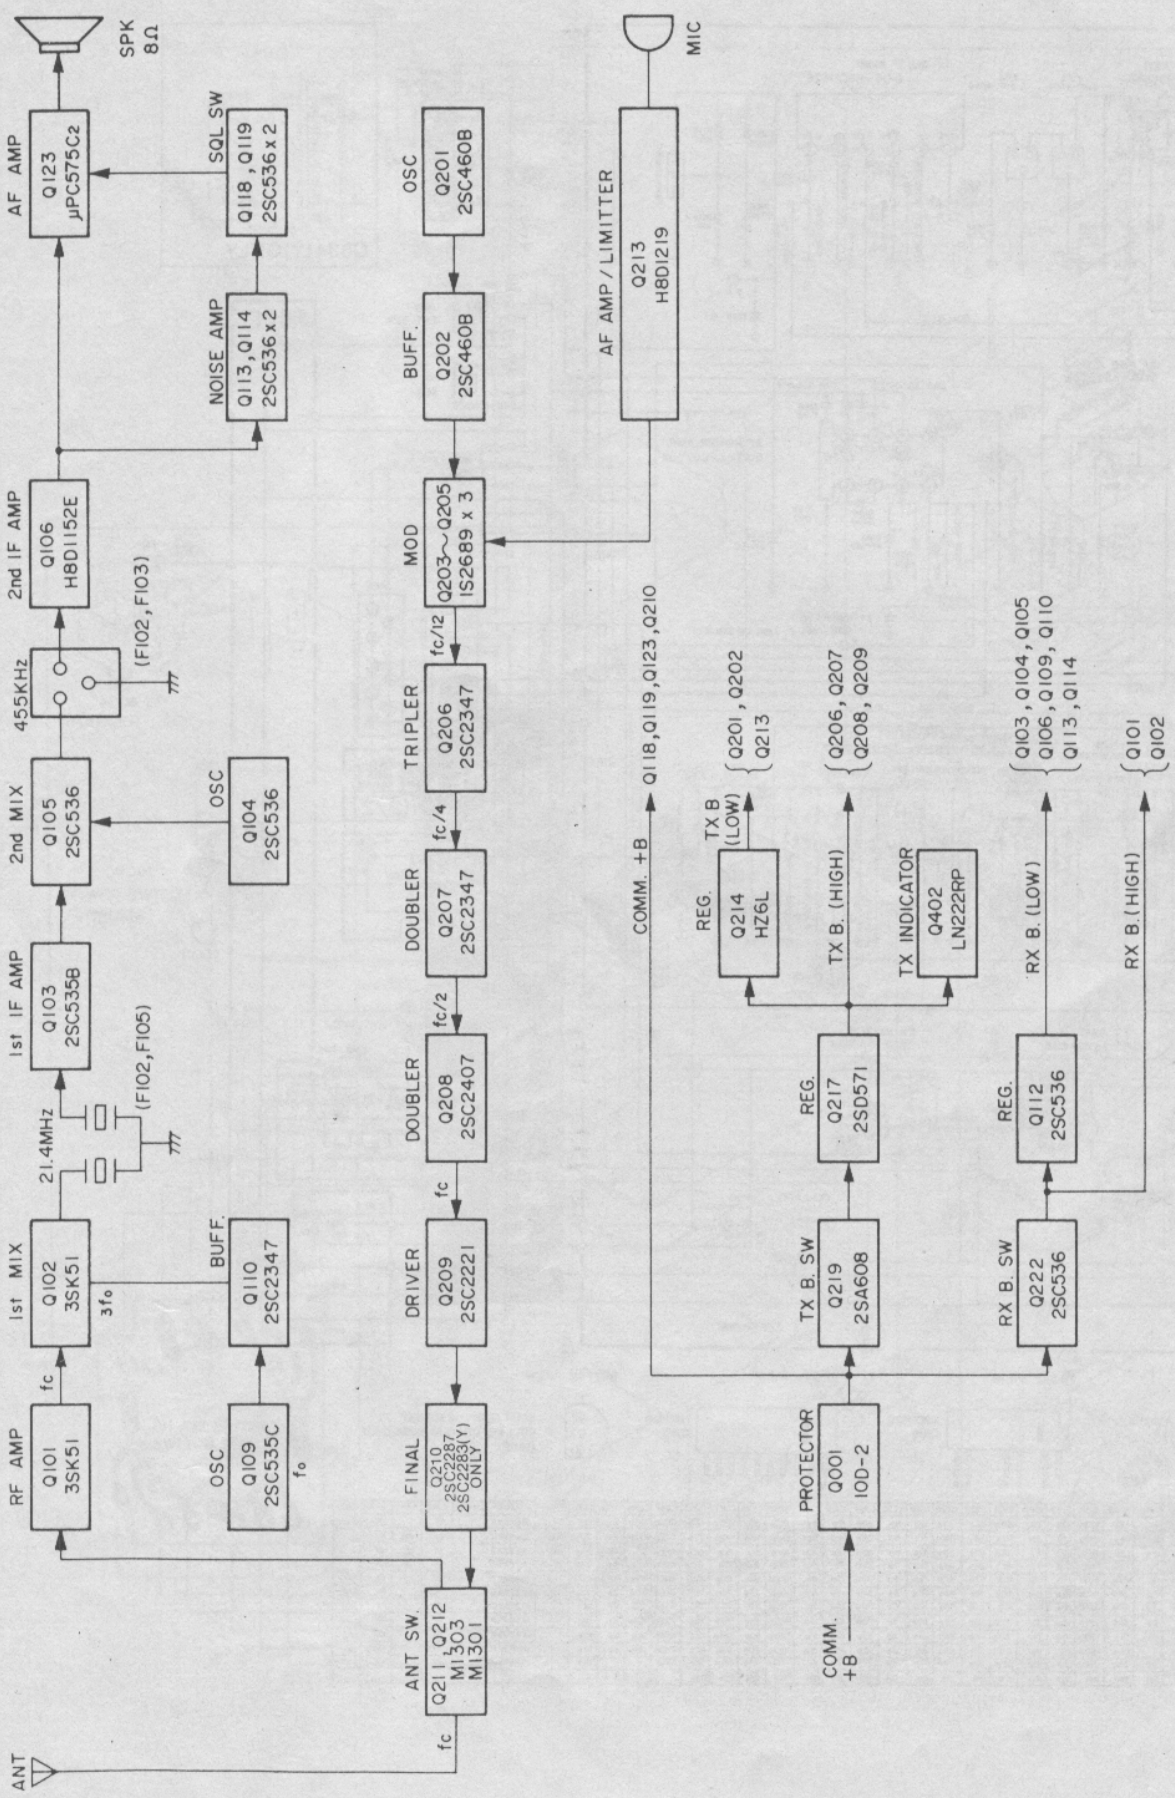 ANT
RF AMP
Q101
3SK51
fc
1st MIX
Q102
3SK51
3fo
21.4MHz
(F102,F105)
1st IF AMP
Q103
2SC535B
2nd MIX
Q105
2SC536
455KHz
(F102,F103)
2nd IF AMP
Q106
H8D1152E
AF AMP
Q123
μPC575C2
SPK
8Ω
OSC
Q109
2SC535C
fo
BUFF.
Q110
2SC2347
OSC
Q104
2SC536
NOISE AMP
Q113,Q114
2SC536x2
SQL SW
Q118,Q119
2SC536x2
fc
ANT SW.
Q211,Q212
M1303
M1301
FINAL
Q210
2SC2287
2SC2283(Y)
ONLY
DRIVER
Q209
2SC2221
fc
DOUBLER
Q208
2SC2407
fc/2
DOUBLER
Q207
2SC2347
fc/4
TRIPLER
Q206
2SC2347
fc/12
MOD
Q203～Q205
1S2689 x 3
BUFF.
Q202
2SC460B
OSC
Q201
2SC460B
AF AMP / LIMITTER
Q213
H8D1219
MIC
COMM.
+B
PROTECTOR
Q001
10D-2
COMM. +B
Q118,Q119,Q123,Q210
TX B. SW
Q219
2SA608
REG.
Q217
2SD571
REG.
Q214
HZ6L
TX B
(LOW)
Q201,Q202
Q213
TX B. (HIGH)
Q206,Q207
Q208,Q209
TX INDICATOR
Q402
LN222RP
RX B. SW
Q222
2SC536
REG.
Q112
2SC536
RX B. (LOW)
Q103,Q104,Q105
Q106,Q109,Q110
Q113,Q114
RX B. (HIGH)
Q101
Q102